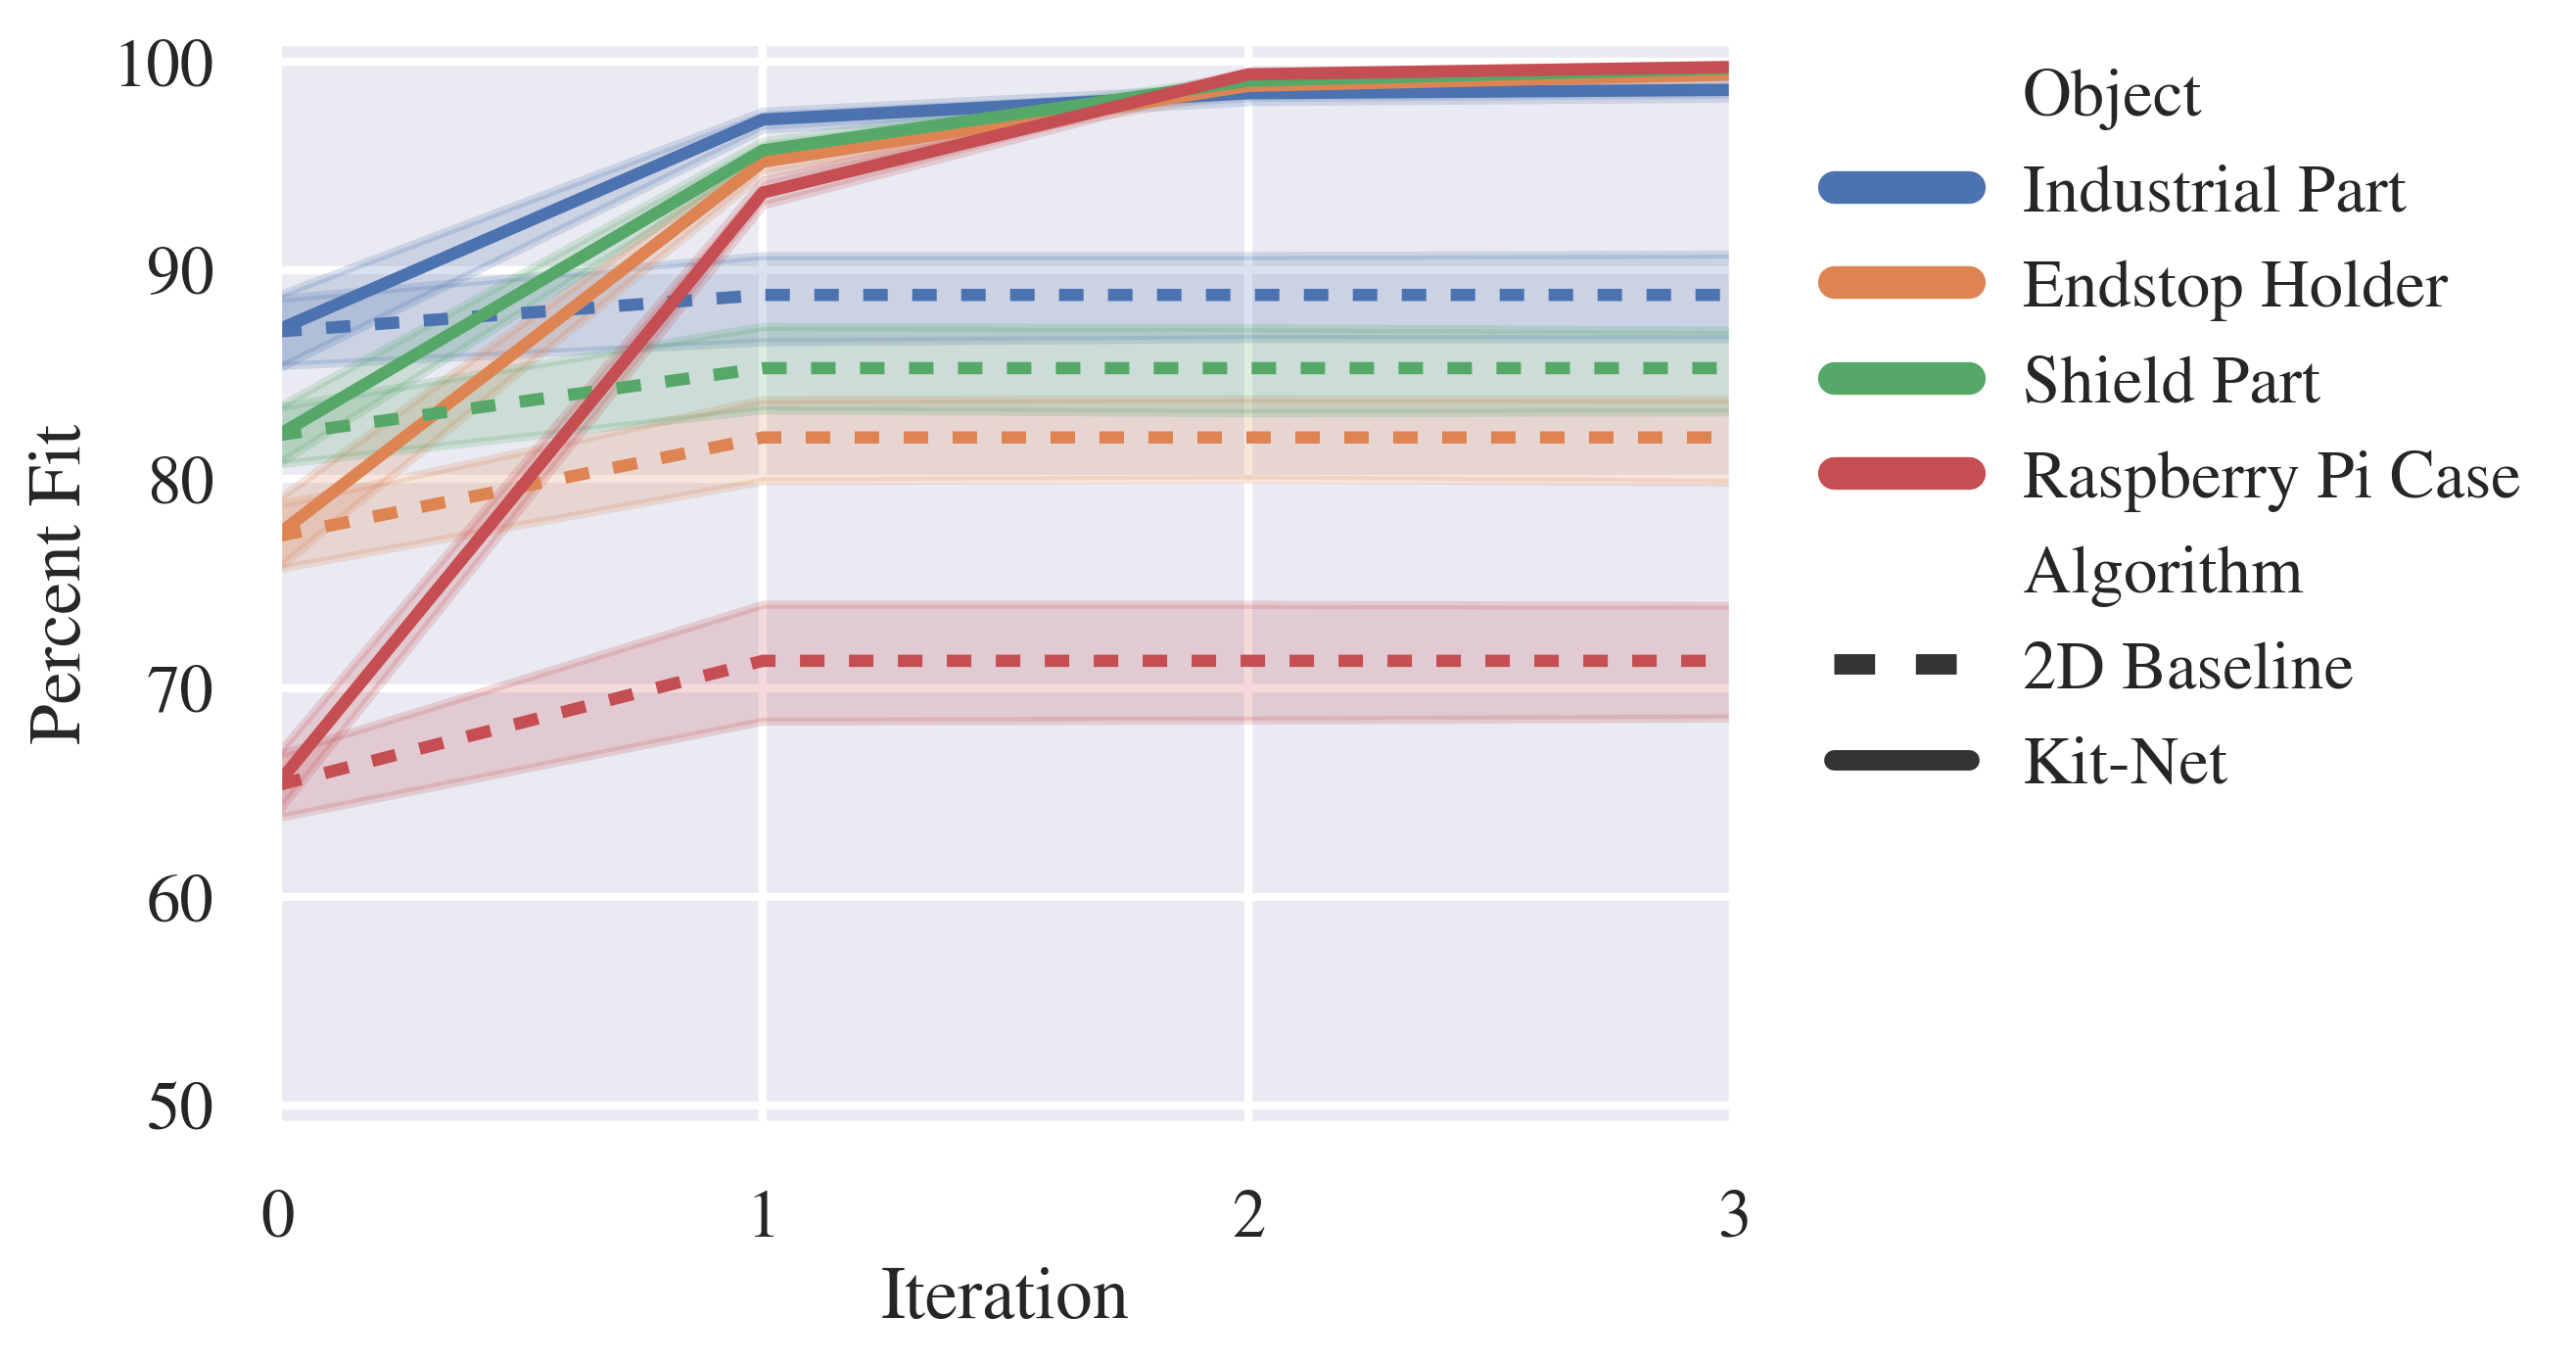 100
90
80
70
60
50
Percent Fit
0 1 2 3
Iteration
Object
Industrial Part
Endstop Holder
Shield Part
Raspberry Pi Case
Algorithm
2D Baseline
Kit-Net